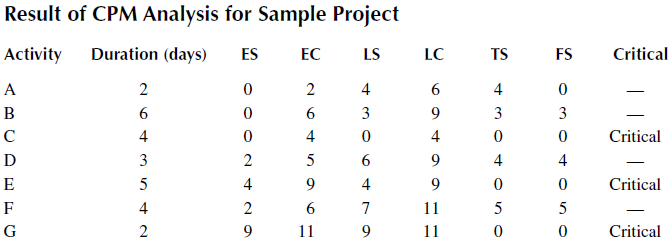 Result of CPM Analysis for Sample Project
Activity Duration (days) ES EC LS LC TS FS Critical
A 2 0 2 4 6 4 0 —
B 6 0 6 3 9 3 3 —
C 4 0 4 0 4 0 0 Critical
D 3 2 5 6 9 4 4 —
E 5 4 9 4 9 0 0 Critical
F 4 2 6 7 11 5 5 —
G 2 9 11 9 11 0 0 Critical